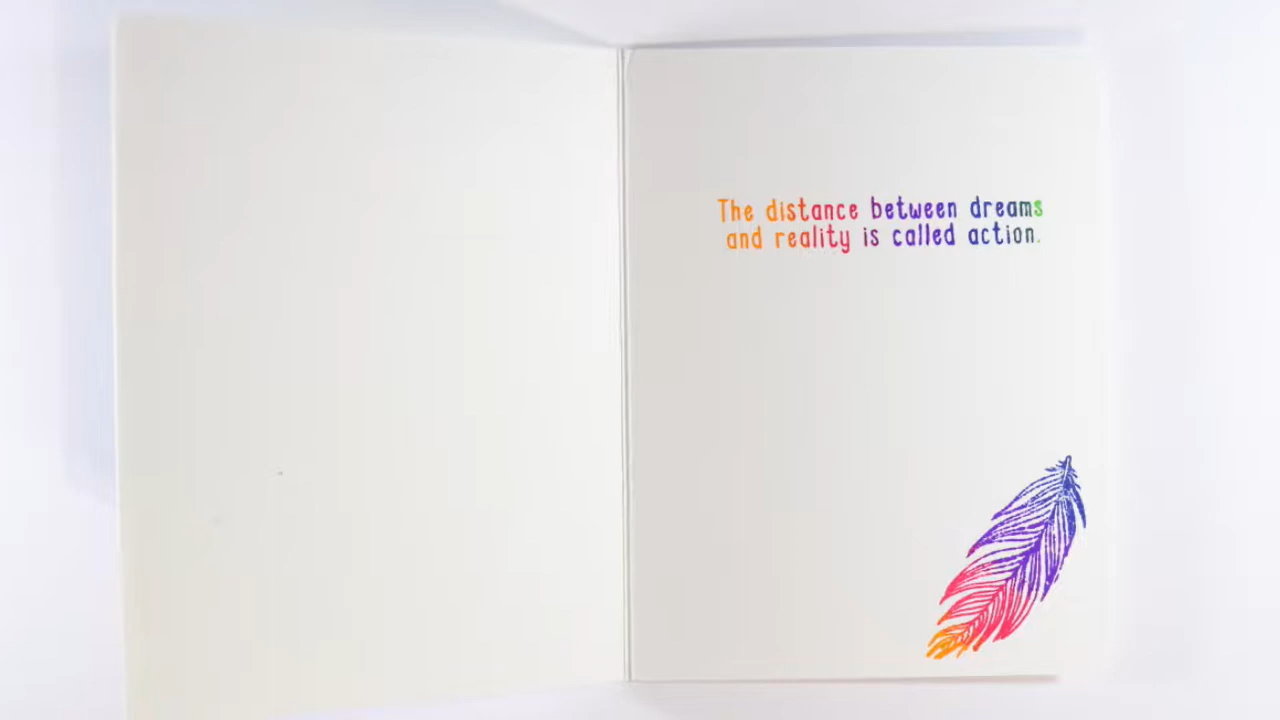 The distance between dreams
and reality is called action.